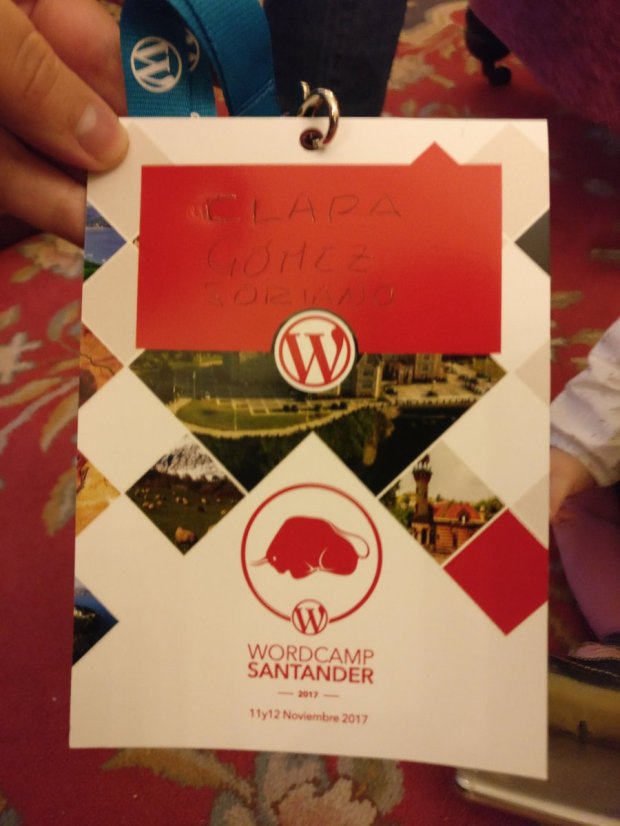 CLARA
GÓMEZ
SORIANO
WORDCAMP
SANTANDER
2017
11y12 Noviembre 2017